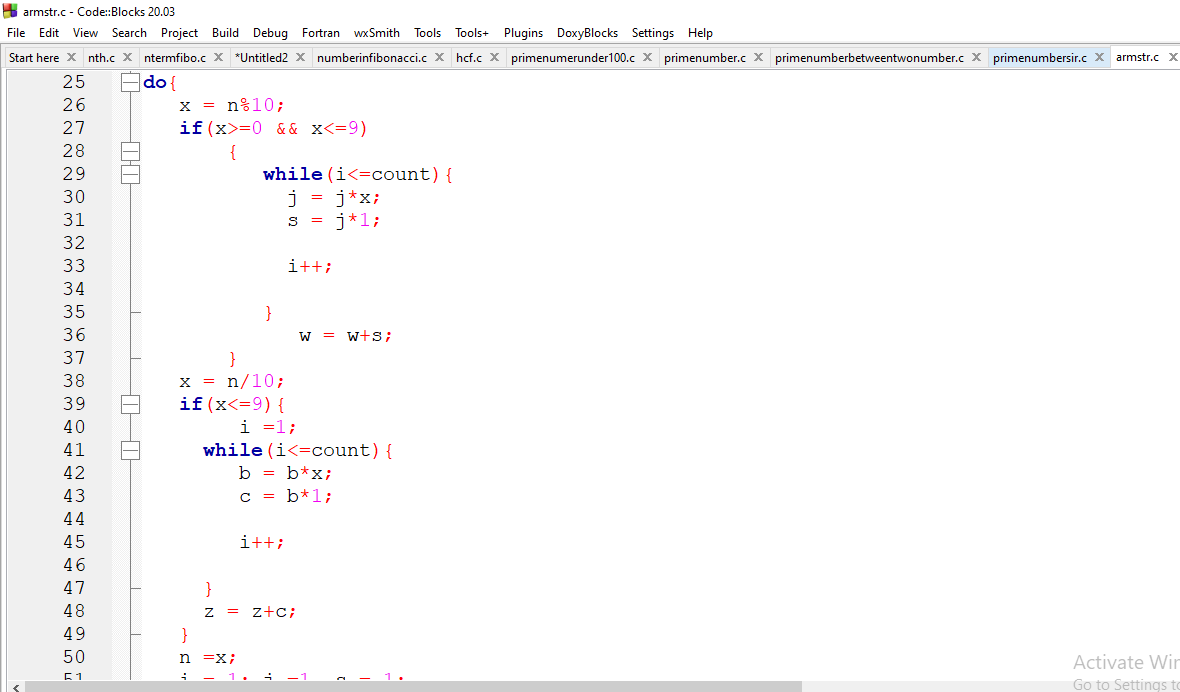 armstr.c - Code::Blocks 20.03
File Edit View Search Project Build Debug Fortran wxSmith Tools Tools+ Plugins DoxyBlocks Settings Help
Start here X nth.c X ntermfibo.c X *Untitled2 X numberinfibonacci.c X hcf.c X primenumerunder100.c X primenumber.c X primenumberbetweentwonumber.c X primenumbersir.c X armstr.c X
25 do{
26 x = n%10;
27 if(x>=0 && x<=9)
28 {
29 while(i<=count){
30 j = j*x;
31 s = j*1;
32
33 i++;
34
35 }
36 w = w+s;
37 }
38 x = n/10;
39 if(x<=9){
40 i =1;
41 while(i<=count){
42 b = b*x;
43 c = b*1;
44
45 i++;
46
47 }
48 z = z+c;
49 }
50 n =x;
51
Activate Wir
Go to Settings to